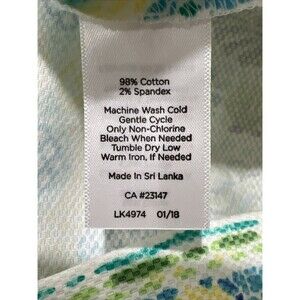 98% Cotton
2% Spandex
Machine Wash Cold
Gentle Cycle
Only Non-Chlorine
Bleach When Needed
Tumble Dry Low
Warm Iron, If Needed
Made in Sri Lanka
CA #23147
LK4974 01/18